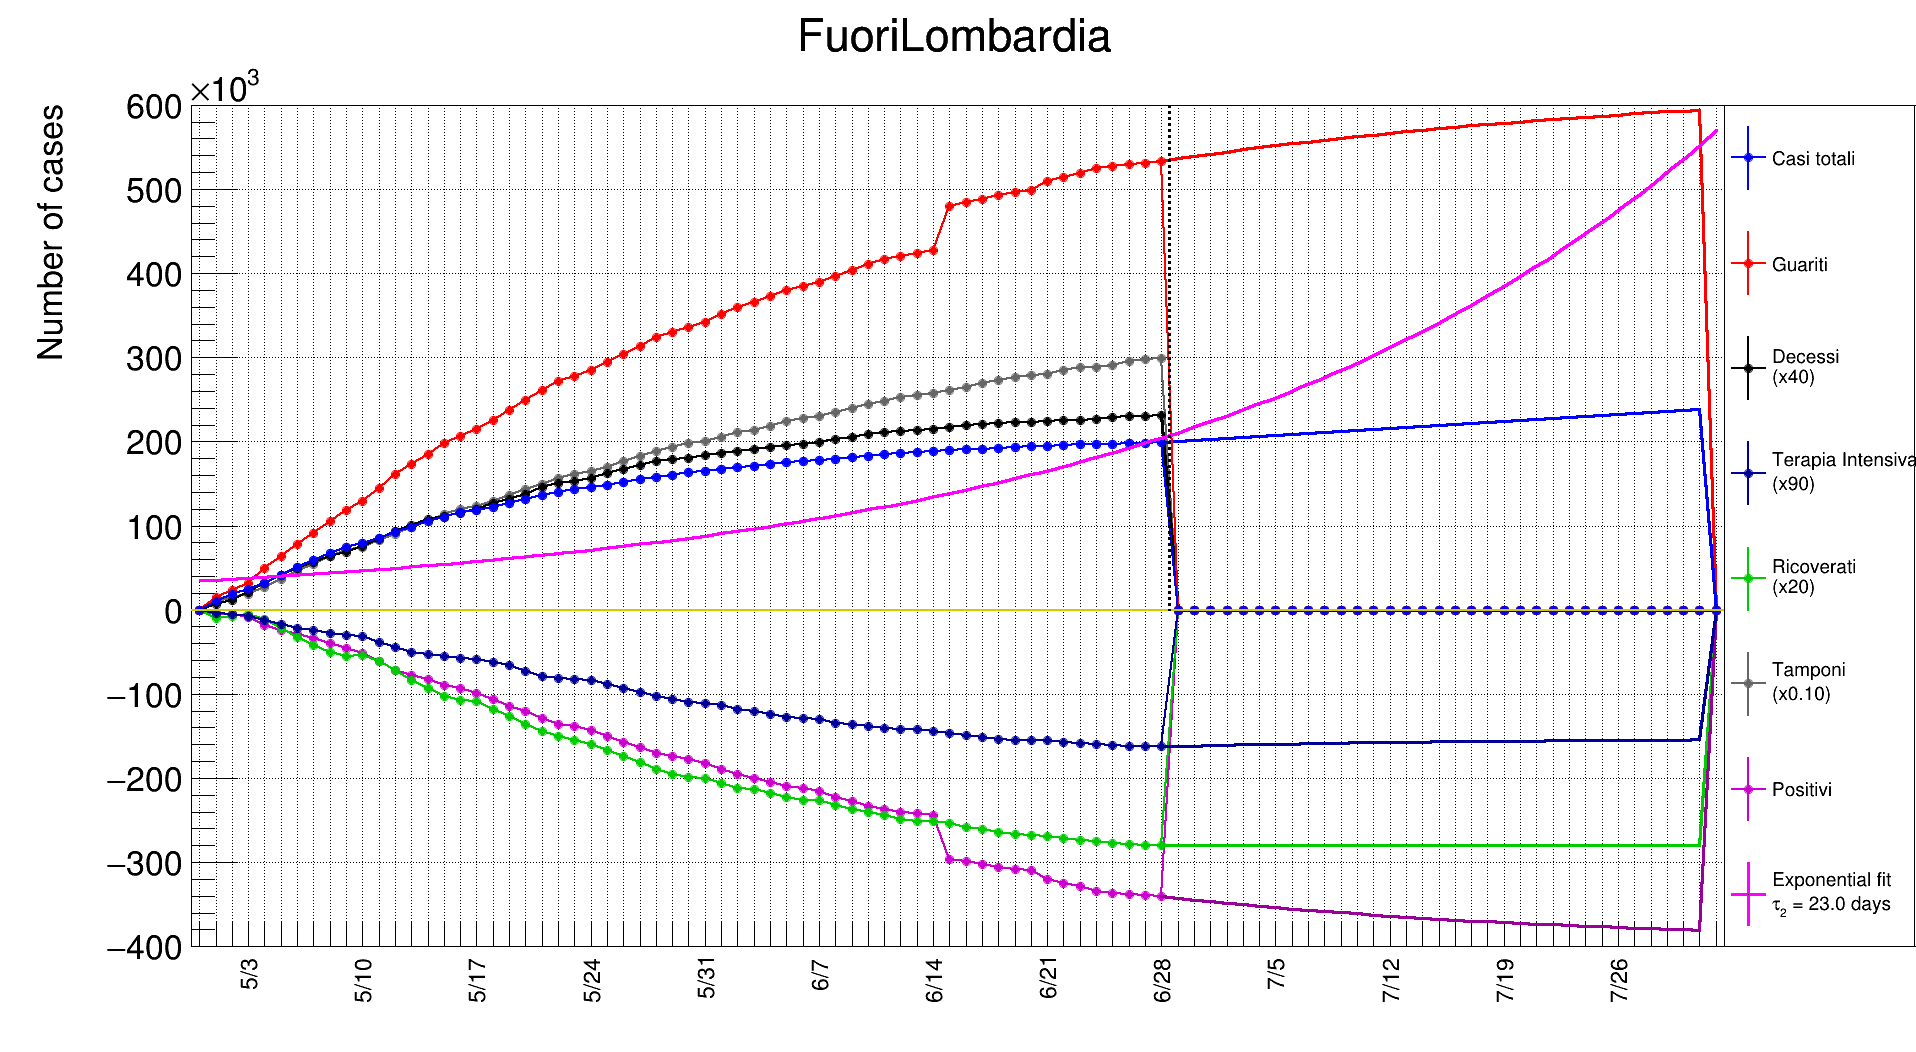 FuoriLombardia
×10³
Number of cases
600
500
400
300
200
100
0
−100
−200
−300
−400
5/3
5/10
5/17
5/24
5/31
6/7
6/14
6/21
6/28
7/5
7/12
7/19
7/26
Casi totali
Guariti
Decessi
(x40)
Terapia Intensiva
(x90)
Ricoverati
(x20)
Tamponi
(x0.10)
Positivi
Exponential fit
τ₂ = 23.0 days